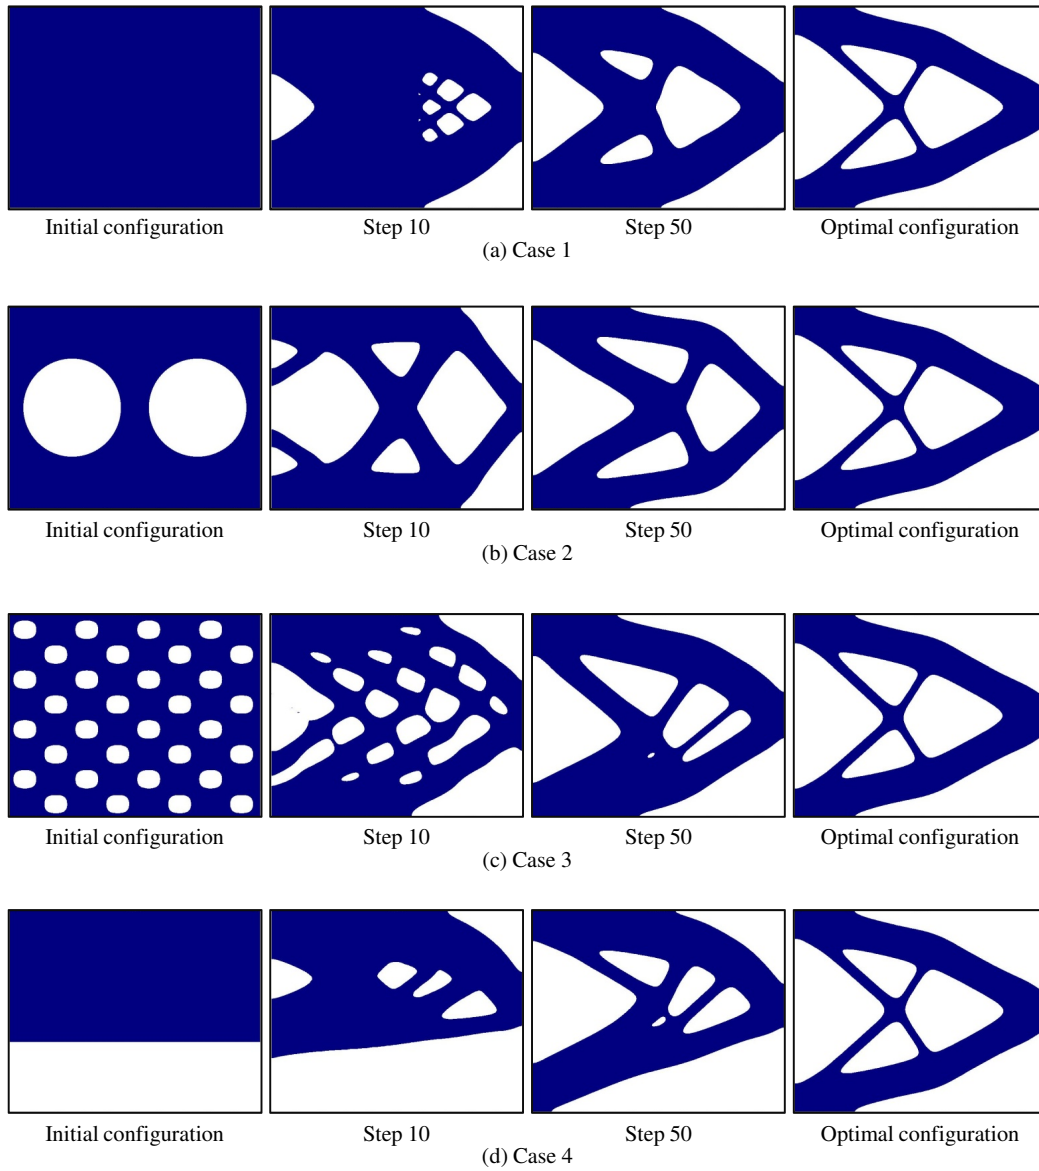 Initial configuration Step 10 Step 50 Optimal configuration
(a) Case 1
Initial configuration Step 10 Step 50 Optimal configuration
(b) Case 2
Initial configuration Step 10 Step 50 Optimal configuration
(c) Case 3
Initial configuration Step 10 Step 50 Optimal configuration
(d) Case 4